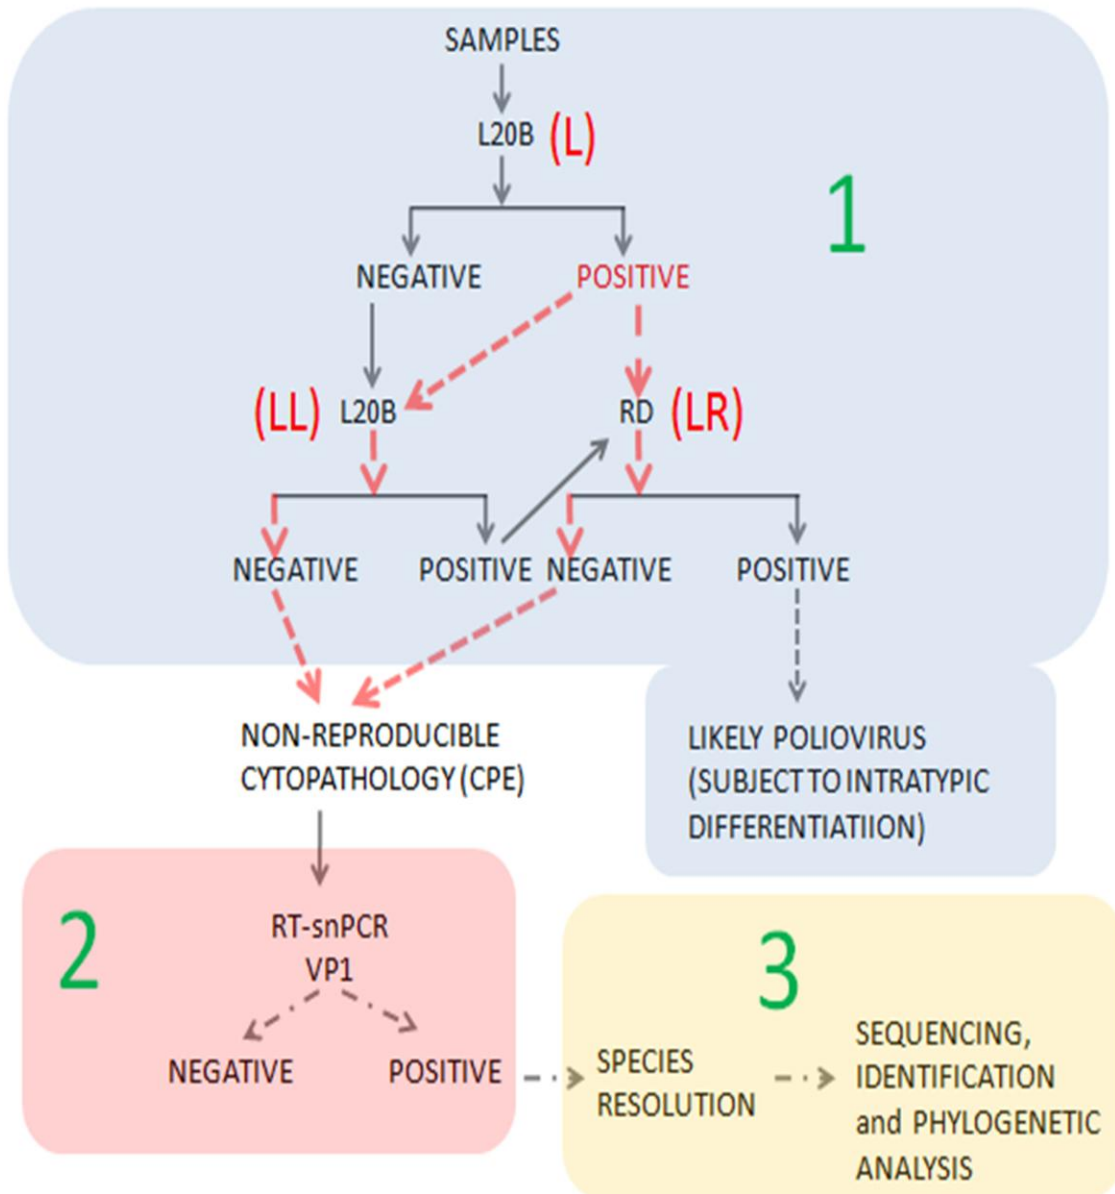 SAMPLES
L20B (L)
1
NEGATIVE POSITIVE
(LL) L20B RD (LR)
NEGATIVE POSITIVE NEGATIVE POSITIVE
NON-REPRODUCIBLE
CYTOPATHOLOGY (CPE)
LIKELY POLIOVIRUS
(SUBJECT TO INTRATYPIC
DIFFERENTIATIION)
2
RT-snPCR
VP1
NEGATIVE POSITIVE
3
SPECIES
RESOLUTION
SEQUENCING,
IDENTIFICATION
and PHYLOGENETIC
ANALYSIS